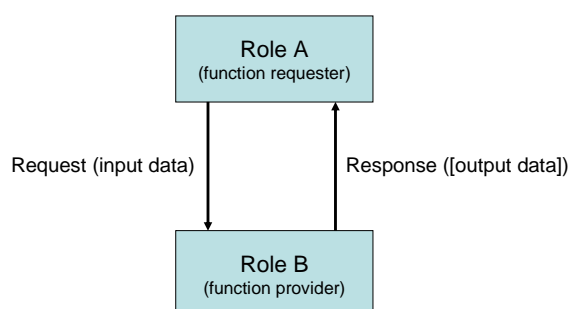 Role A
(function requester)
Request (input data)
Response ([output data])
Role B
(function provider)